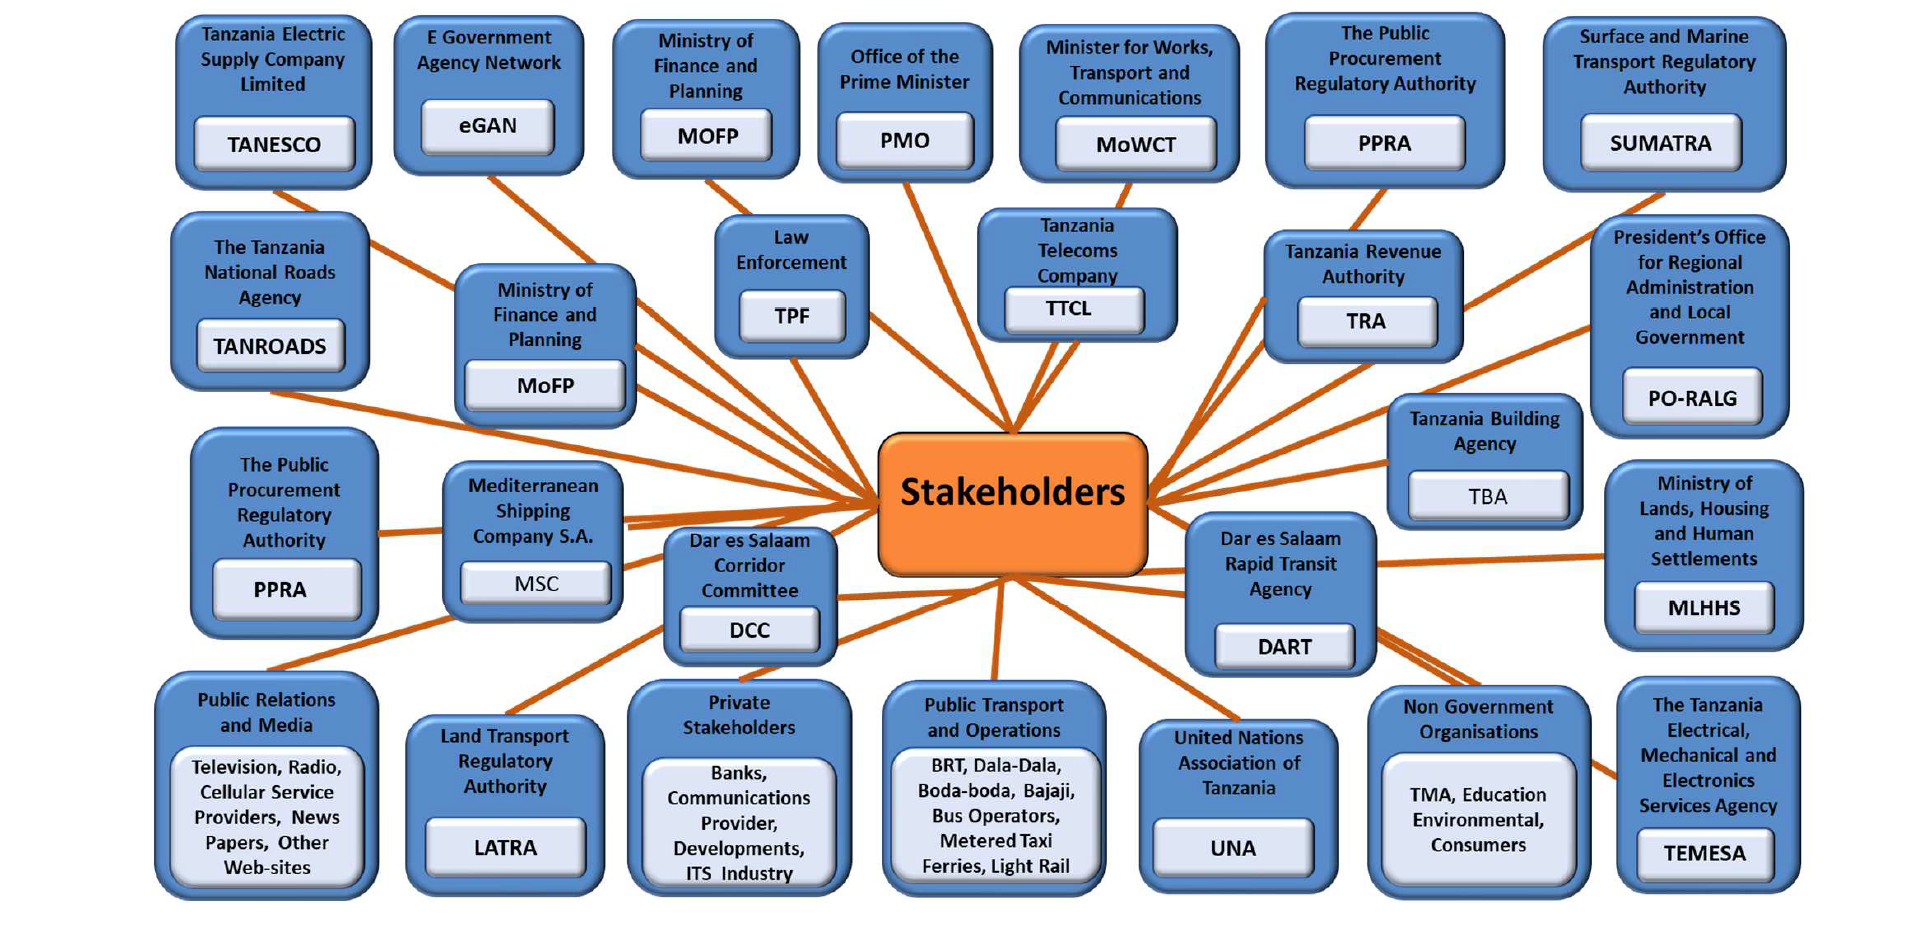 Tanzania Electric
Supply Company
Limited
TANESCO
E Government
Agency Network
eGAN
Ministry of
Finance and
Planning
MOFP
Office of the
Prime Minister
PMO
Minister for Works,
Transport and
Communications
MoWCT
The Public
Procurement
Regulatory Authority
PPRA
Surface and Marine
Transport Regulatory
Authority
SUMATRA
The Tanzania
National Roads
Agency
TANROADS
Ministry of
Finance and
Planning
MoFP
Law
Enforcement
TPF
Tanzania
Telecoms
Company
TTCL
Tanzania Revenue
Authority
TRA
President's Office
for Regional
Administration
and Local
Government
PO-RALG
The Public
Procurement
Regulatory
Authority
PPRA
Mediterranean
Shipping
Company S.A.
MSC
Dar es Salaam
Corridor
Committee
DCC
Stakeholders
Dar es Salaam
Rapid Transit
Agency
DART
Tanzania Building
Agency
TBA
Ministry of
Lands, Housing
and Human
Settlements
MLHHS
Public Relations
and Media
Television, Radio,
Cellular Service
Providers, News
Papers, Other
Web-sites
Land Transport
Regulatory
Authority
LATRA
Private
Stakeholders
Banks,
Communications
Provider,
Developments,
ITS Industry
Public Transport
and Operations
BRT, Dala-Dala,
Boda-boda, Bajaji,
Bus Operators,
Metered Taxi
Ferries, Light Rail
United Nations
Association of
Tanzania
UNA
Non Government
Organisations
TMA, Education
Environmental,
Consumers
The Tanzania
Electrical,
Mechanical and
Electronics
Services Agency
TEMESA